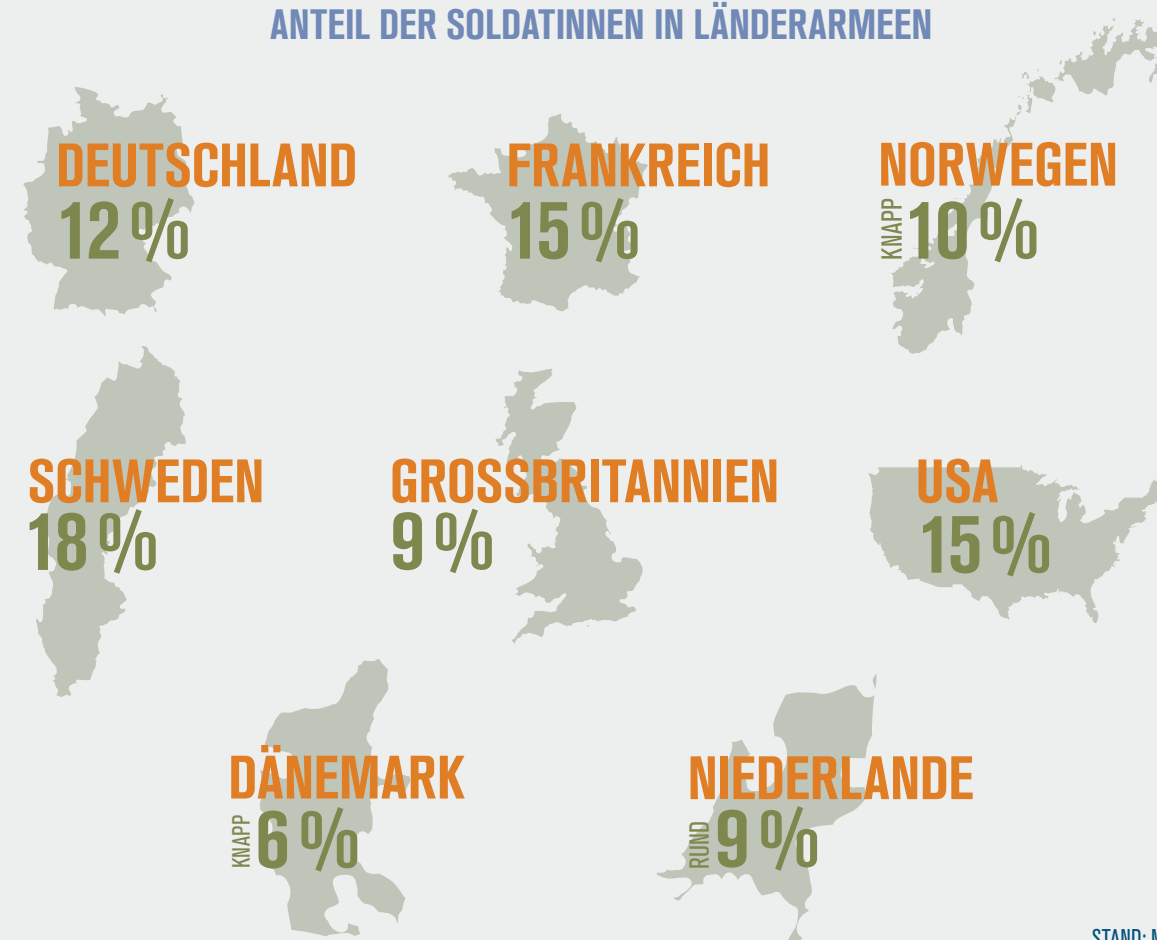 ANTEIL DER SOLDATINNEN IN LÄNDERARMEEN
DEUTSCHLAND
12 %
FRANKREICH
15 %
NORWEGEN
KNAPP 10 %
SCHWEDEN
18 %
GROSSBRITANNIEN
9 %
USA
15 %
DÄNEMARK
KNAPP 6 %
NIEDERLANDE
RUND 9 %
STAND: